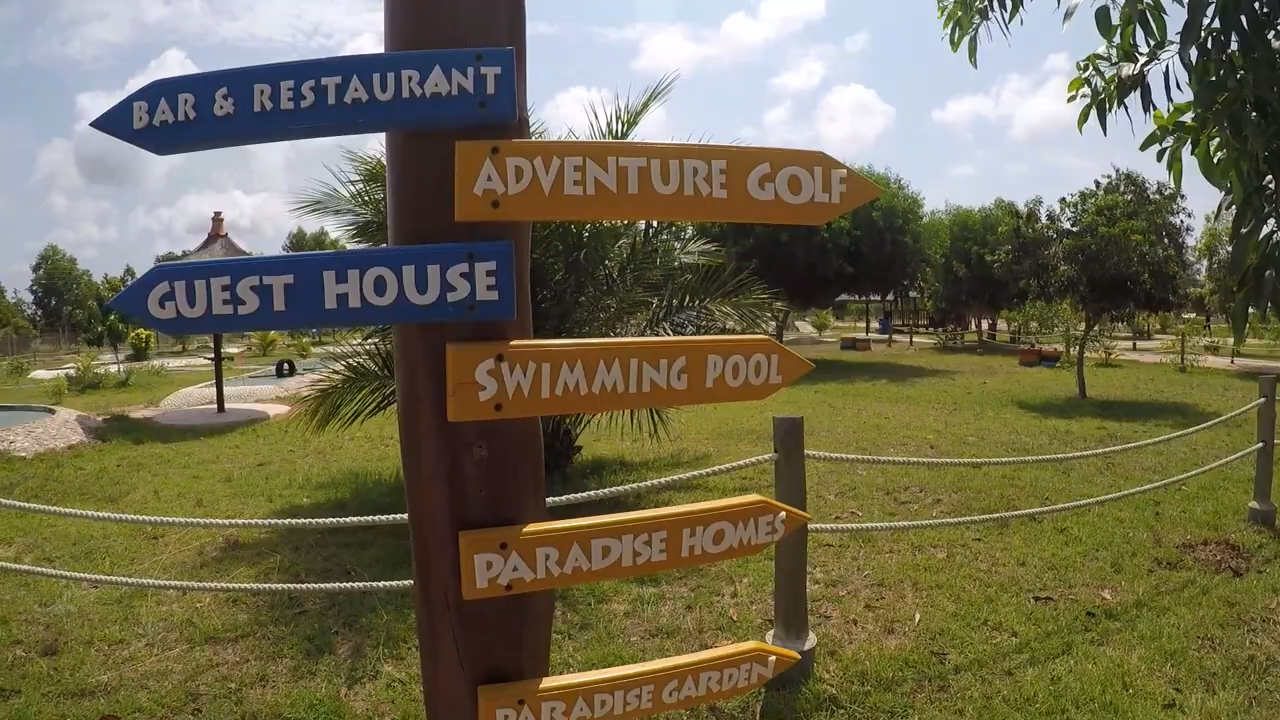 BAR & RESTAURANT
ADVENTURE GOLF
GUEST HOUSE
SWIMMING POOL
PARADISE HOMES
PARADISE GARDEN